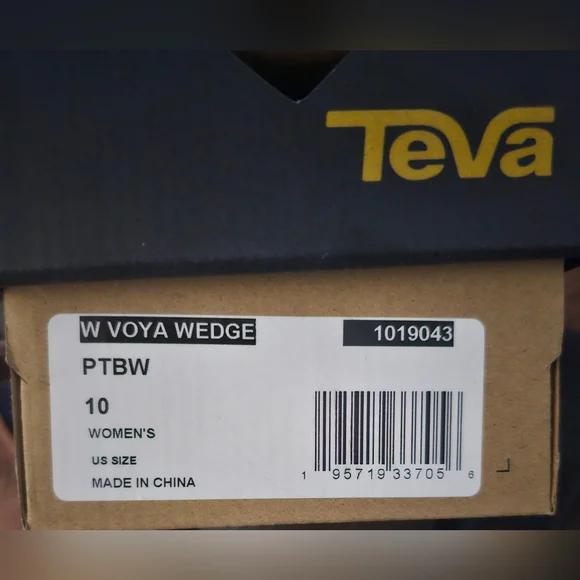 Teva
W VOYA WEDGE 1019043
PTBW
10
WOMEN'S
US SIZE
MADE IN CHINA
1 95719 33705 6